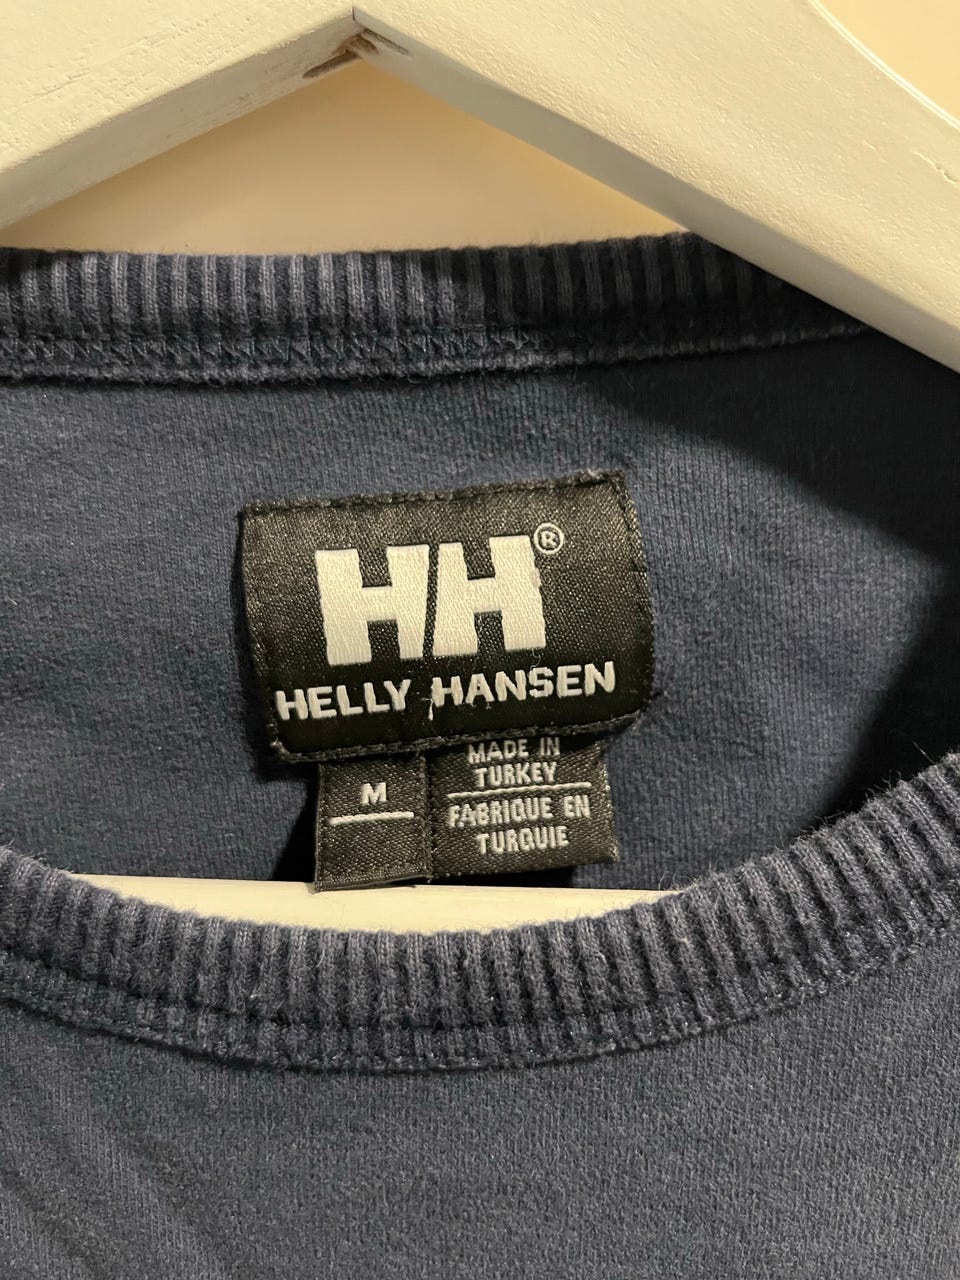 HH®
HELLY HANSEN
M
MADE IN
TURKEY
FABRIQUE EN
TURQUIE